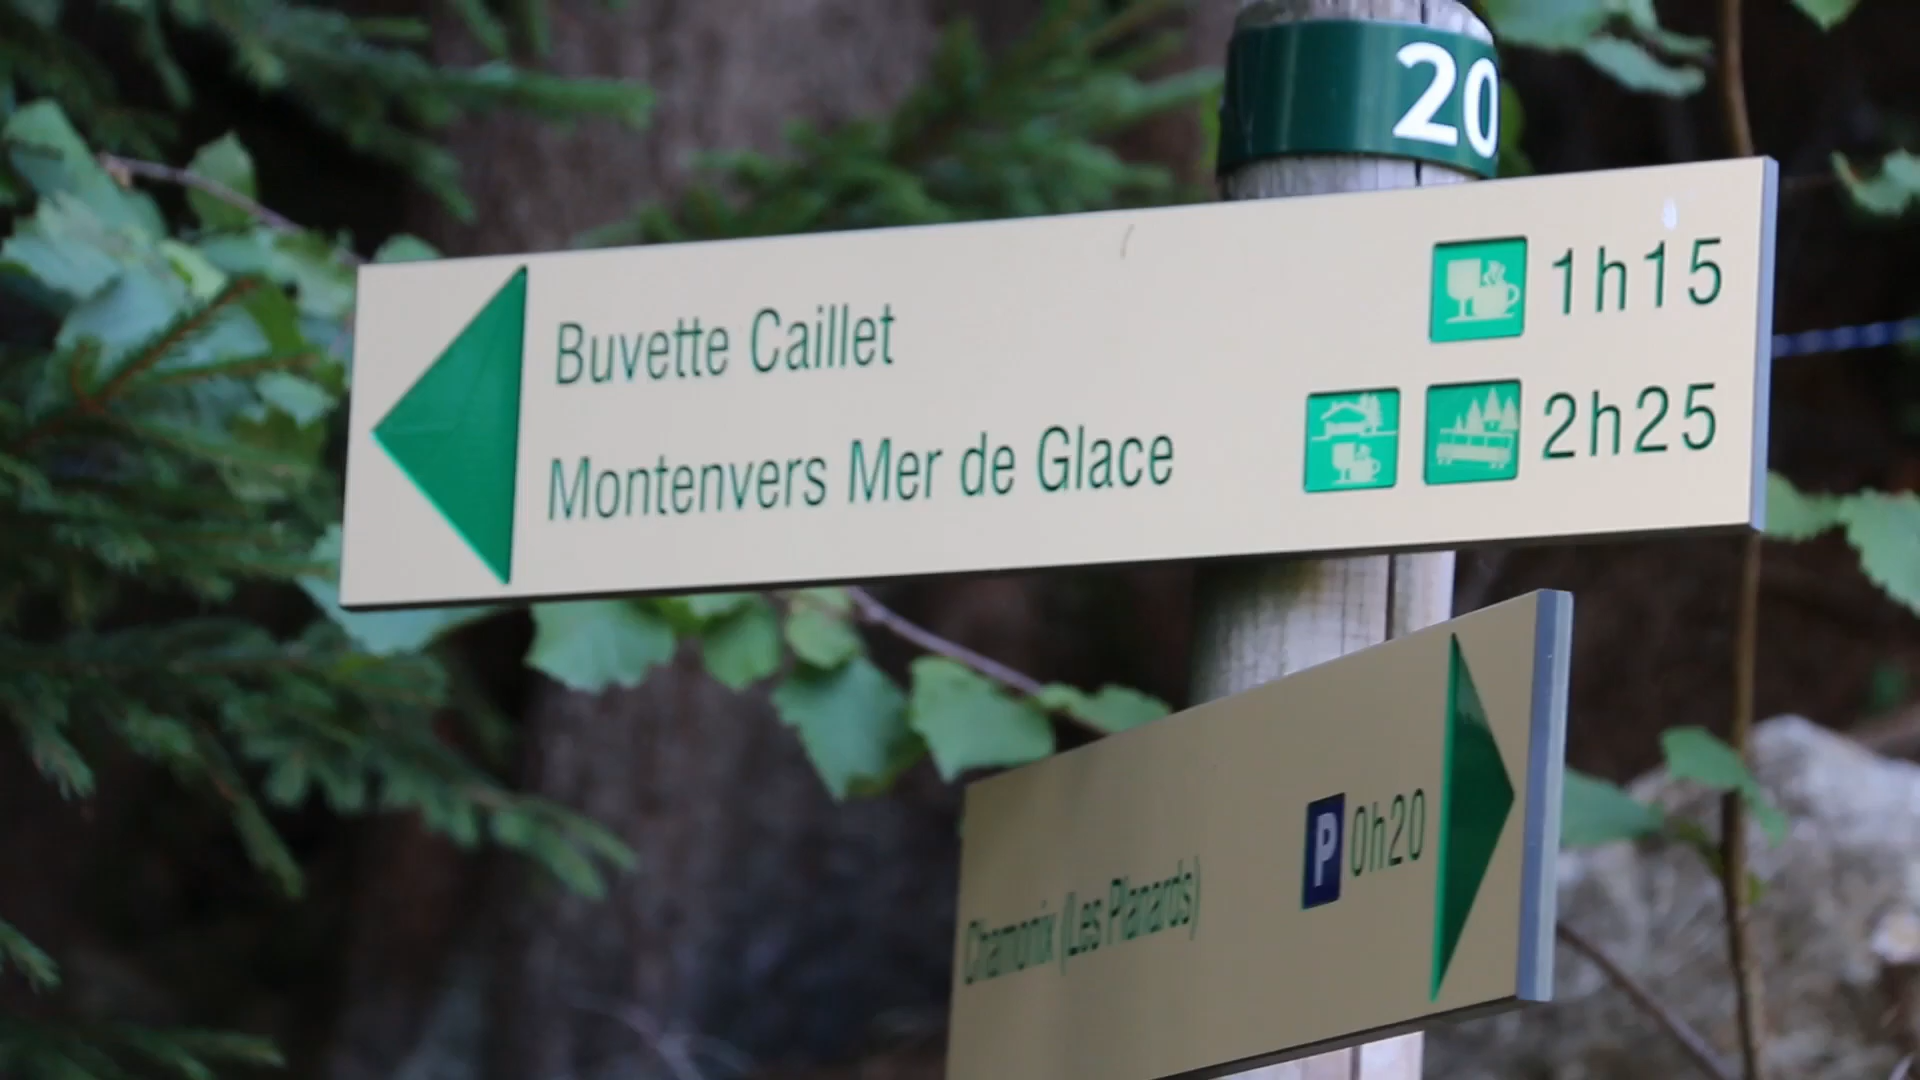 20
Buvette Caillet 1h15
Montenvers Mer de Glace 2h25
Chamonix (Les Planards) P 0h20